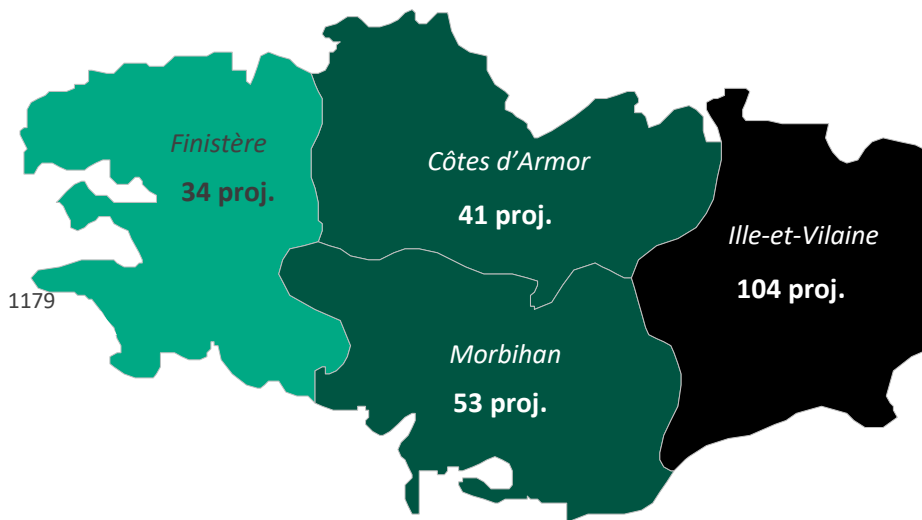 Finistère
34 proj.
Côtes d'Armor
41 proj.
Ille-et-Vilaine
104 proj.
1179
Morbihan
53 proj.